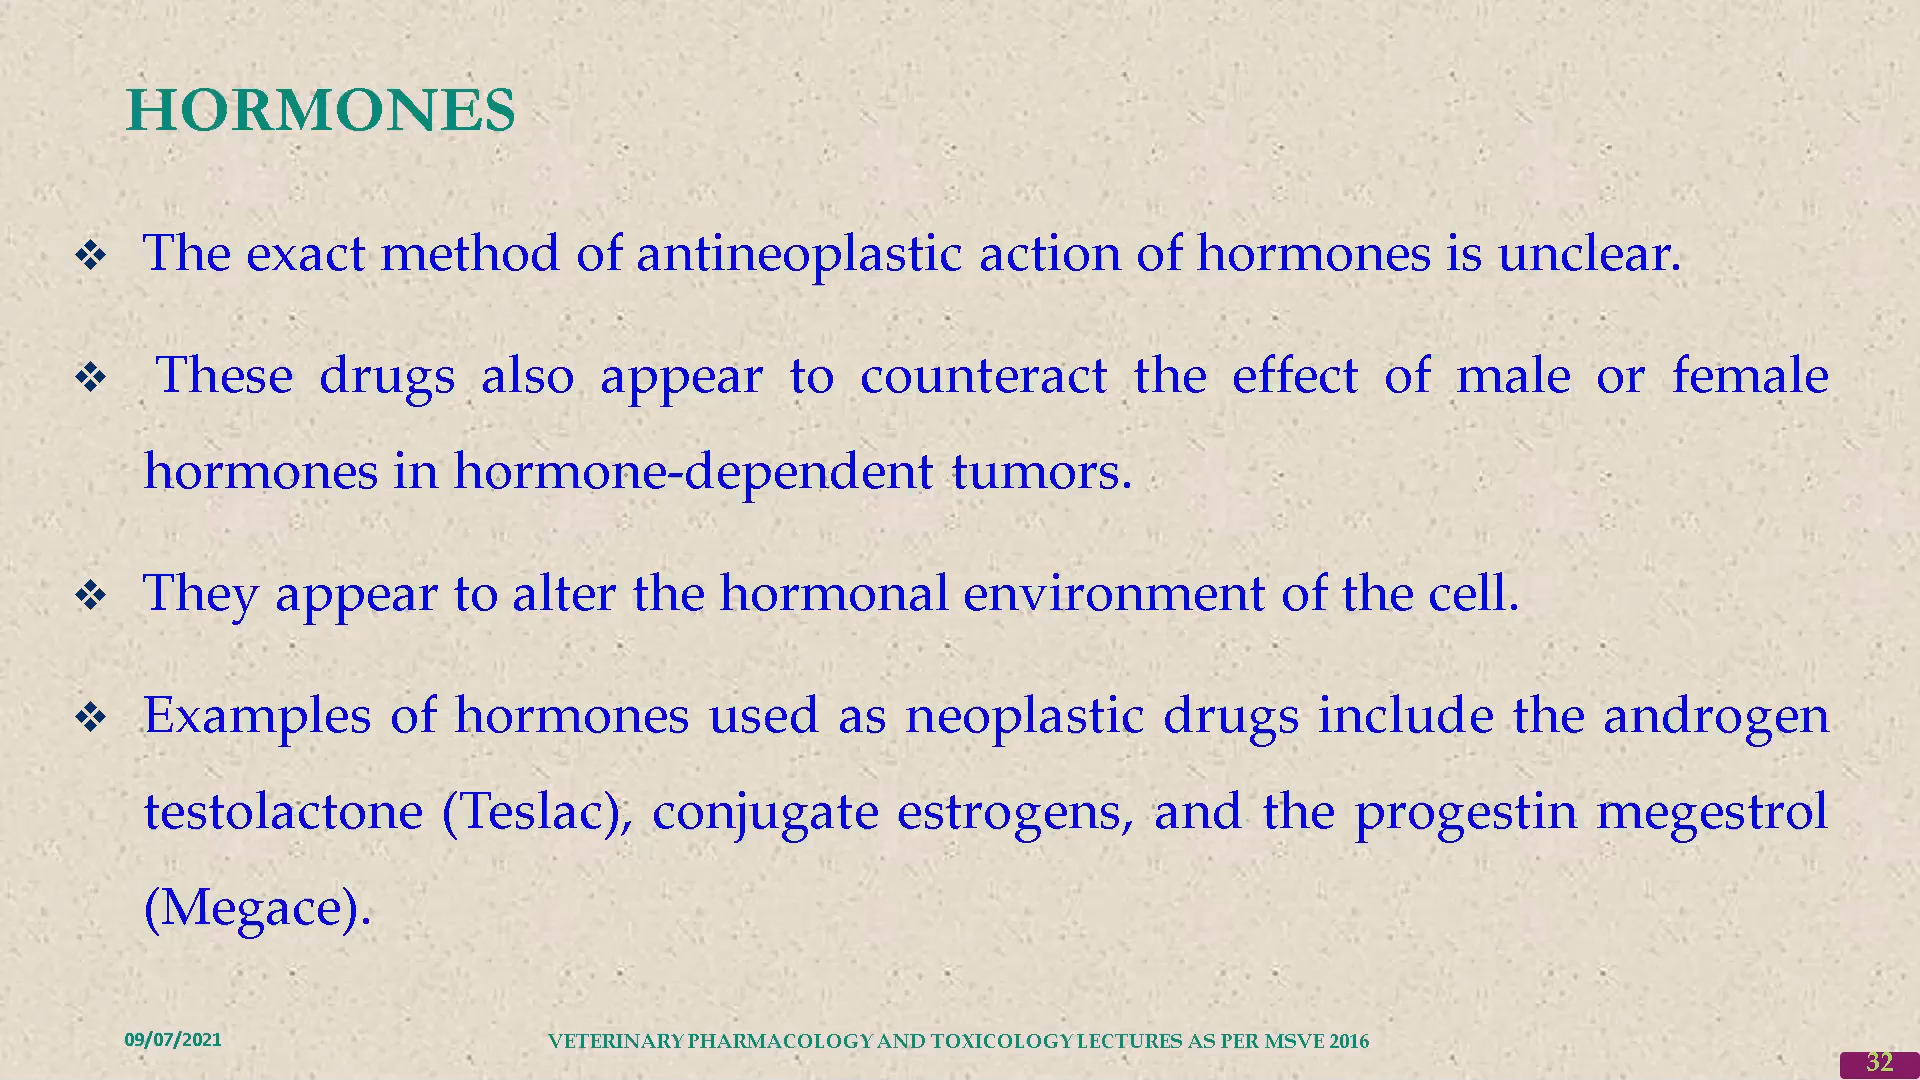 HORMONES
❖ The exact method of antineoplastic action of hormones is unclear.
❖ These drugs also appear to counteract the effect of male or female
hormones in hormone-dependent tumors.
❖ They appear to alter the hormonal environment of the cell.
❖ Examples of hormones used as neoplastic drugs include the androgen
testolactone (Teslac), conjugate estrogens, and the progestin megestrol
(Megace).
09/07/2021
VETERINARY PHARMACOLOGY AND TOXICOLOGY LECTURES AS PER MSVE 2016
32